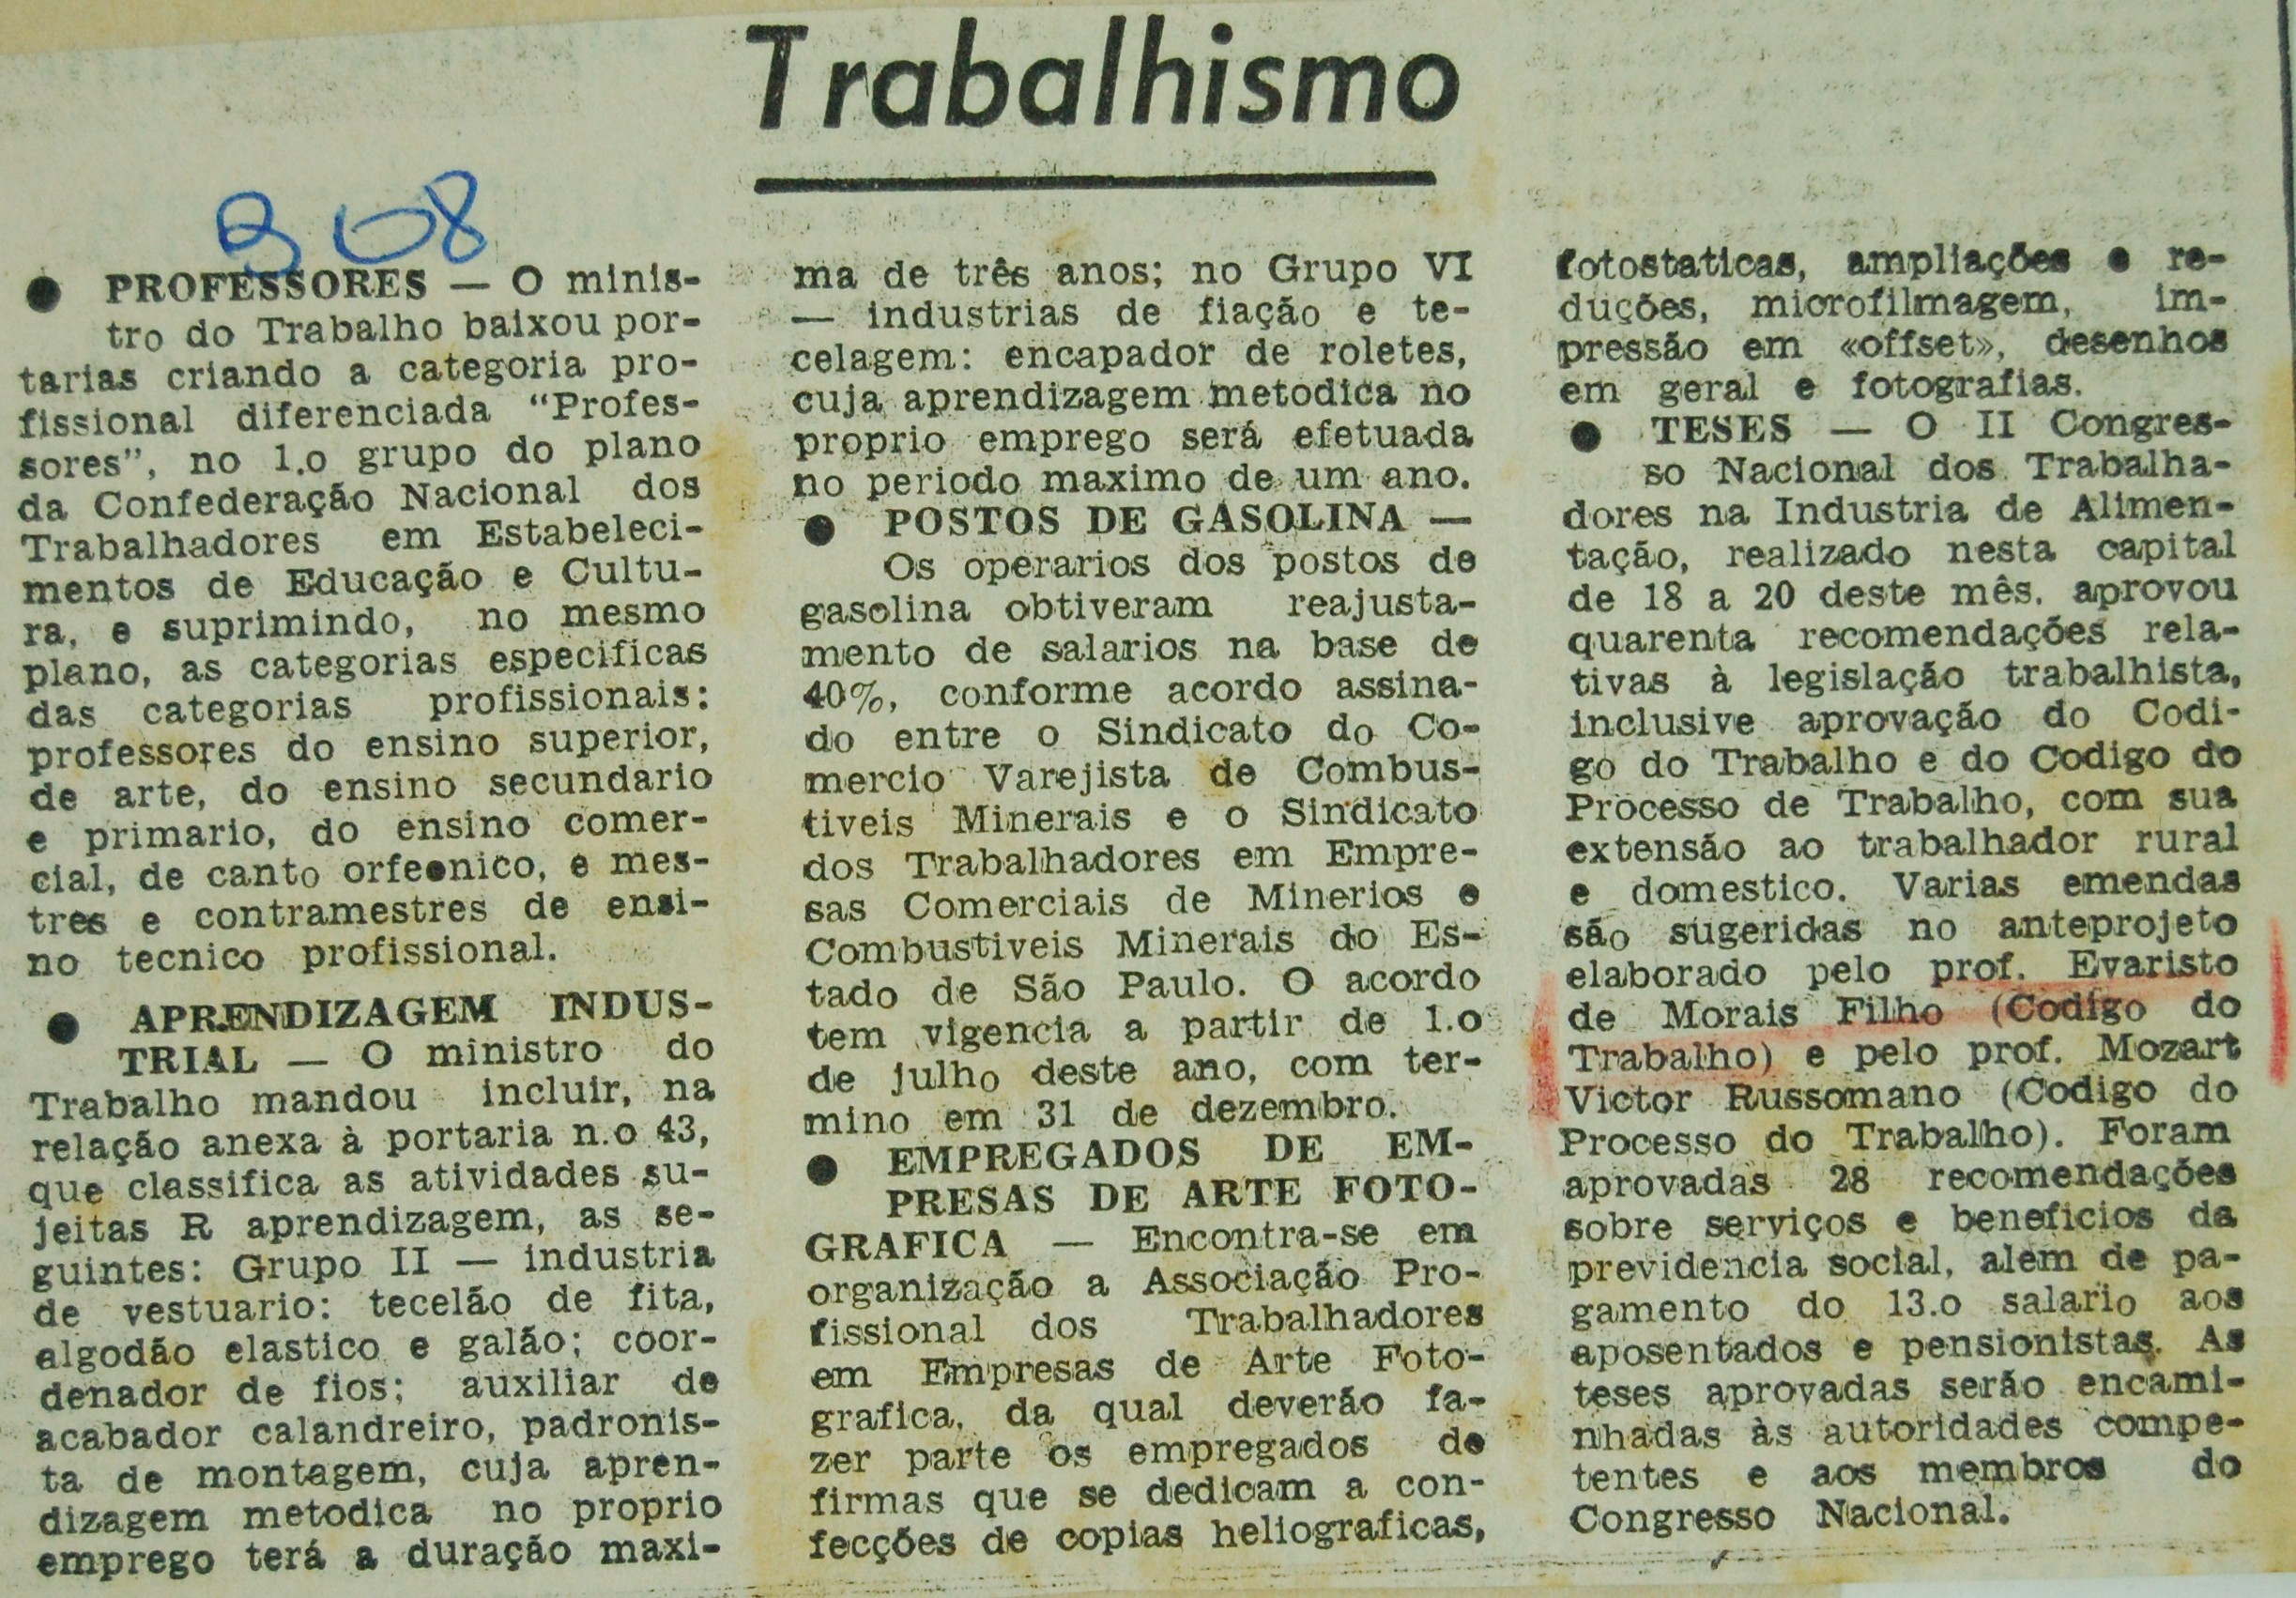 Trabalhismo
308
● PROFESSORES — O minis-
tro do Trabalho baixou por-
tarias criando a categoria pro-
fissional diferenciada "Profes-
sores", no 1.o grupo do plano
da Confederação Nacional dos
Trabalhadores em Estabeleci-
mentos de Educação e Cultu-
ra, e suprimindo, no mesmo
plano, as categorias especificas
das categorias profissionais:
professores do ensino superior,
de arte, do ensino secundario
e primario, do ensino comer-
cial, de canto orfeonico, e mes-
tres e contramestres de ensi-
no tecnico profissional.
● APRENDIZAGEM INDUS-
TRIAL — O ministro do
Trabalho mandou incluir, na
relação anexa à portaria n.o 43,
que classifica as atividades su-
jeitas R aprendizagem, as se-
guintes: Grupo II — industria
de vestuario: tecelão de fita,
algodão elastico e galão; coor-
denador de fios; auxiliar de
acabador calandreiro, padronis-
ta de montagem, cuja apren-
dizagem metodica no proprio
emprego terá a duração maxi-
ma de três anos; no Grupo VI
— industrias de fiação e te-
celagem: encapador de roletes,
cuja aprendizagem metodica no
proprio emprego será efetuada
no periodo maximo de um ano.
● POSTOS DE GASOLINA —
Os operarios dos postos de
gasolina obtiveram reajusta-
mento de salarios na base de
40%, conforme acordo assina-
do entre o Sindicato do Co-
mercio Varejista de Combus-
tiveis Minerais e o Sindicato
dos Trabalhadores em Empre-
sas Comerciais de Minerios e
Combustiveis Minerais do Es-
tado de São Paulo. O acordo
tem vigencia a partir de 1.o
de julho deste ano, com ter-
mino em 31 de dezembro.
● EMPREGADOS DE EM-
PRESAS DE ARTE FOTO-
GRAFICA — Encontra-se em
organização a Associação Pro-
fissional dos Trabalhadores
em Empresas de Arte Foto-
grafica, da qual deverão fa-
zer parte os empregados de
firmas que se dedicam a con-
fecções de copias heliograficas,
fotostaticas, ampliações e re-
duções, microfilmagem, im-
pressão em «offset», desenhos
em geral e fotografias.
● TESES — O II Congres-
so Nacional dos Trabalha-
dores na Industria de Alimen-
tação, realizado nesta capital
de 18 a 20 deste mês, aprovou
quarenta recomendações rela-
tivas à legislação trabalhista,
inclusive aprovação do Codi-
go do Trabalho e do Codigo do
Processo de Trabalho, com sua
extensão ao trabalhador rural
e domestico. Varias emendas
são sugeridas no anteprojeto
elaborado pelo prof. Evaristo
de Morais Filho (Codigo do
Trabalho) e pelo prof. Mozart
Victor Russomano (Codigo do
Processo do Trabalho). Foram
aprovadas 28 recomendações
sobre serviços e beneficios da
previdencia social, alem de pa-
gamento do 13.o salario aos
aposentados e pensionistas. As
teses aprovadas serão encami-
nhadas às autoridades compe-
tentes e aos membros do
Congresso Nacional.